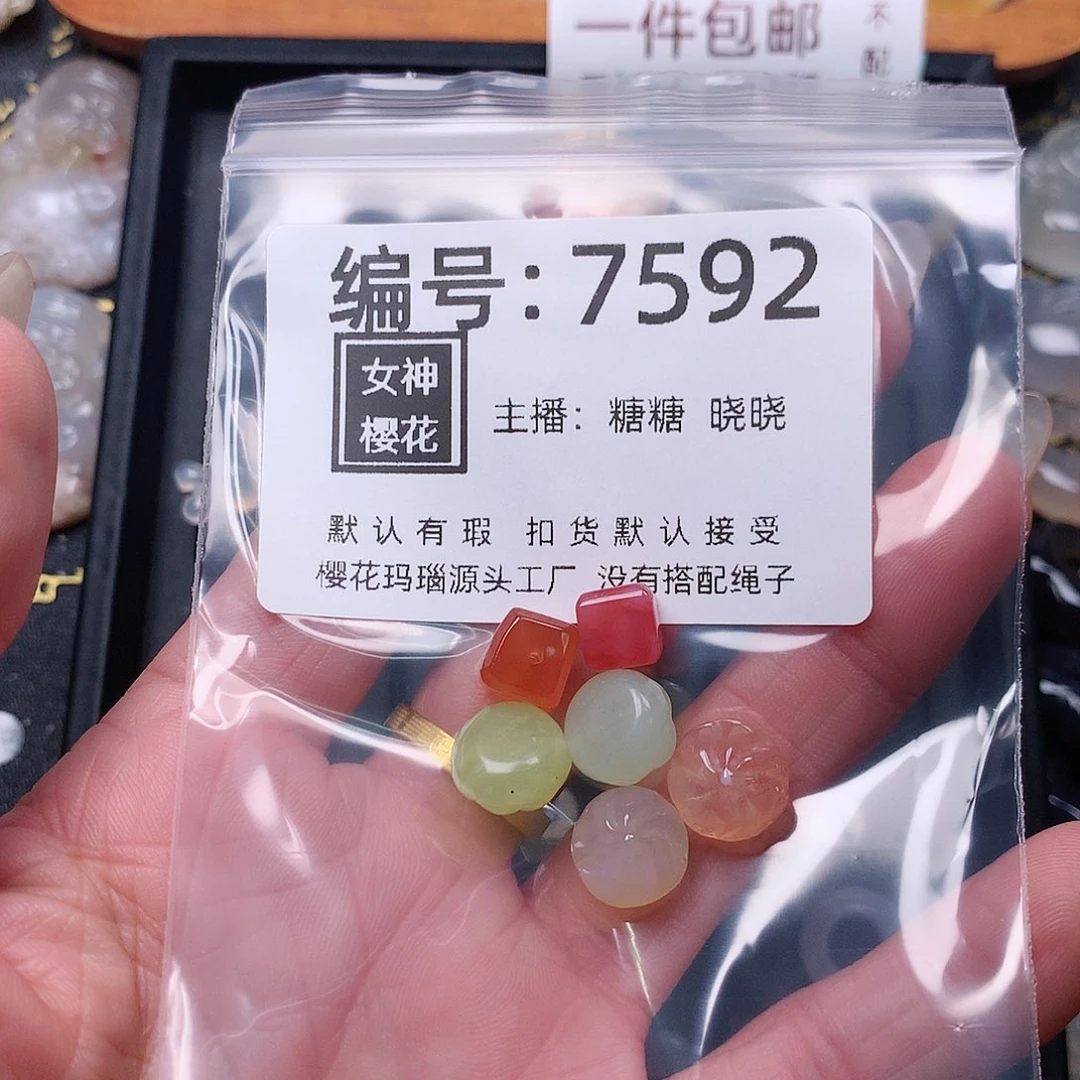 一件包邮
不配
编号:7592
女神
樱花
主播: 糖糖 晓晓
默认有瑕 扣货默认接受
樱花玛瑙源头工厂 没有搭配绳子